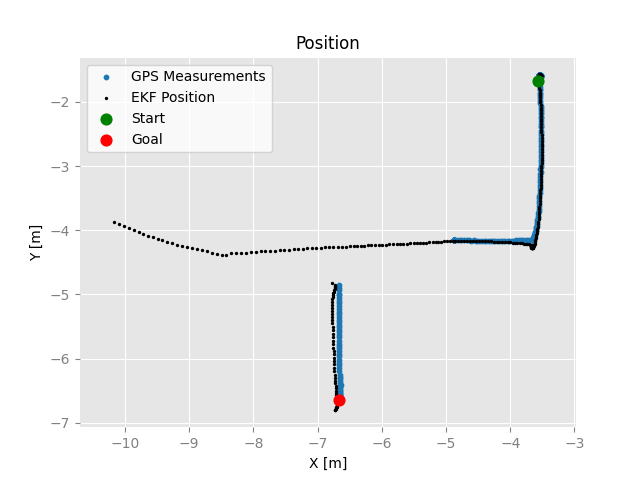 Position
GPS Measurements
EKF Position
Start
Goal
−2
−3
−4
−5
−6
−7
Y [m]
−10 −9 −8 −7 −6 −5 −4 −3
X [m]